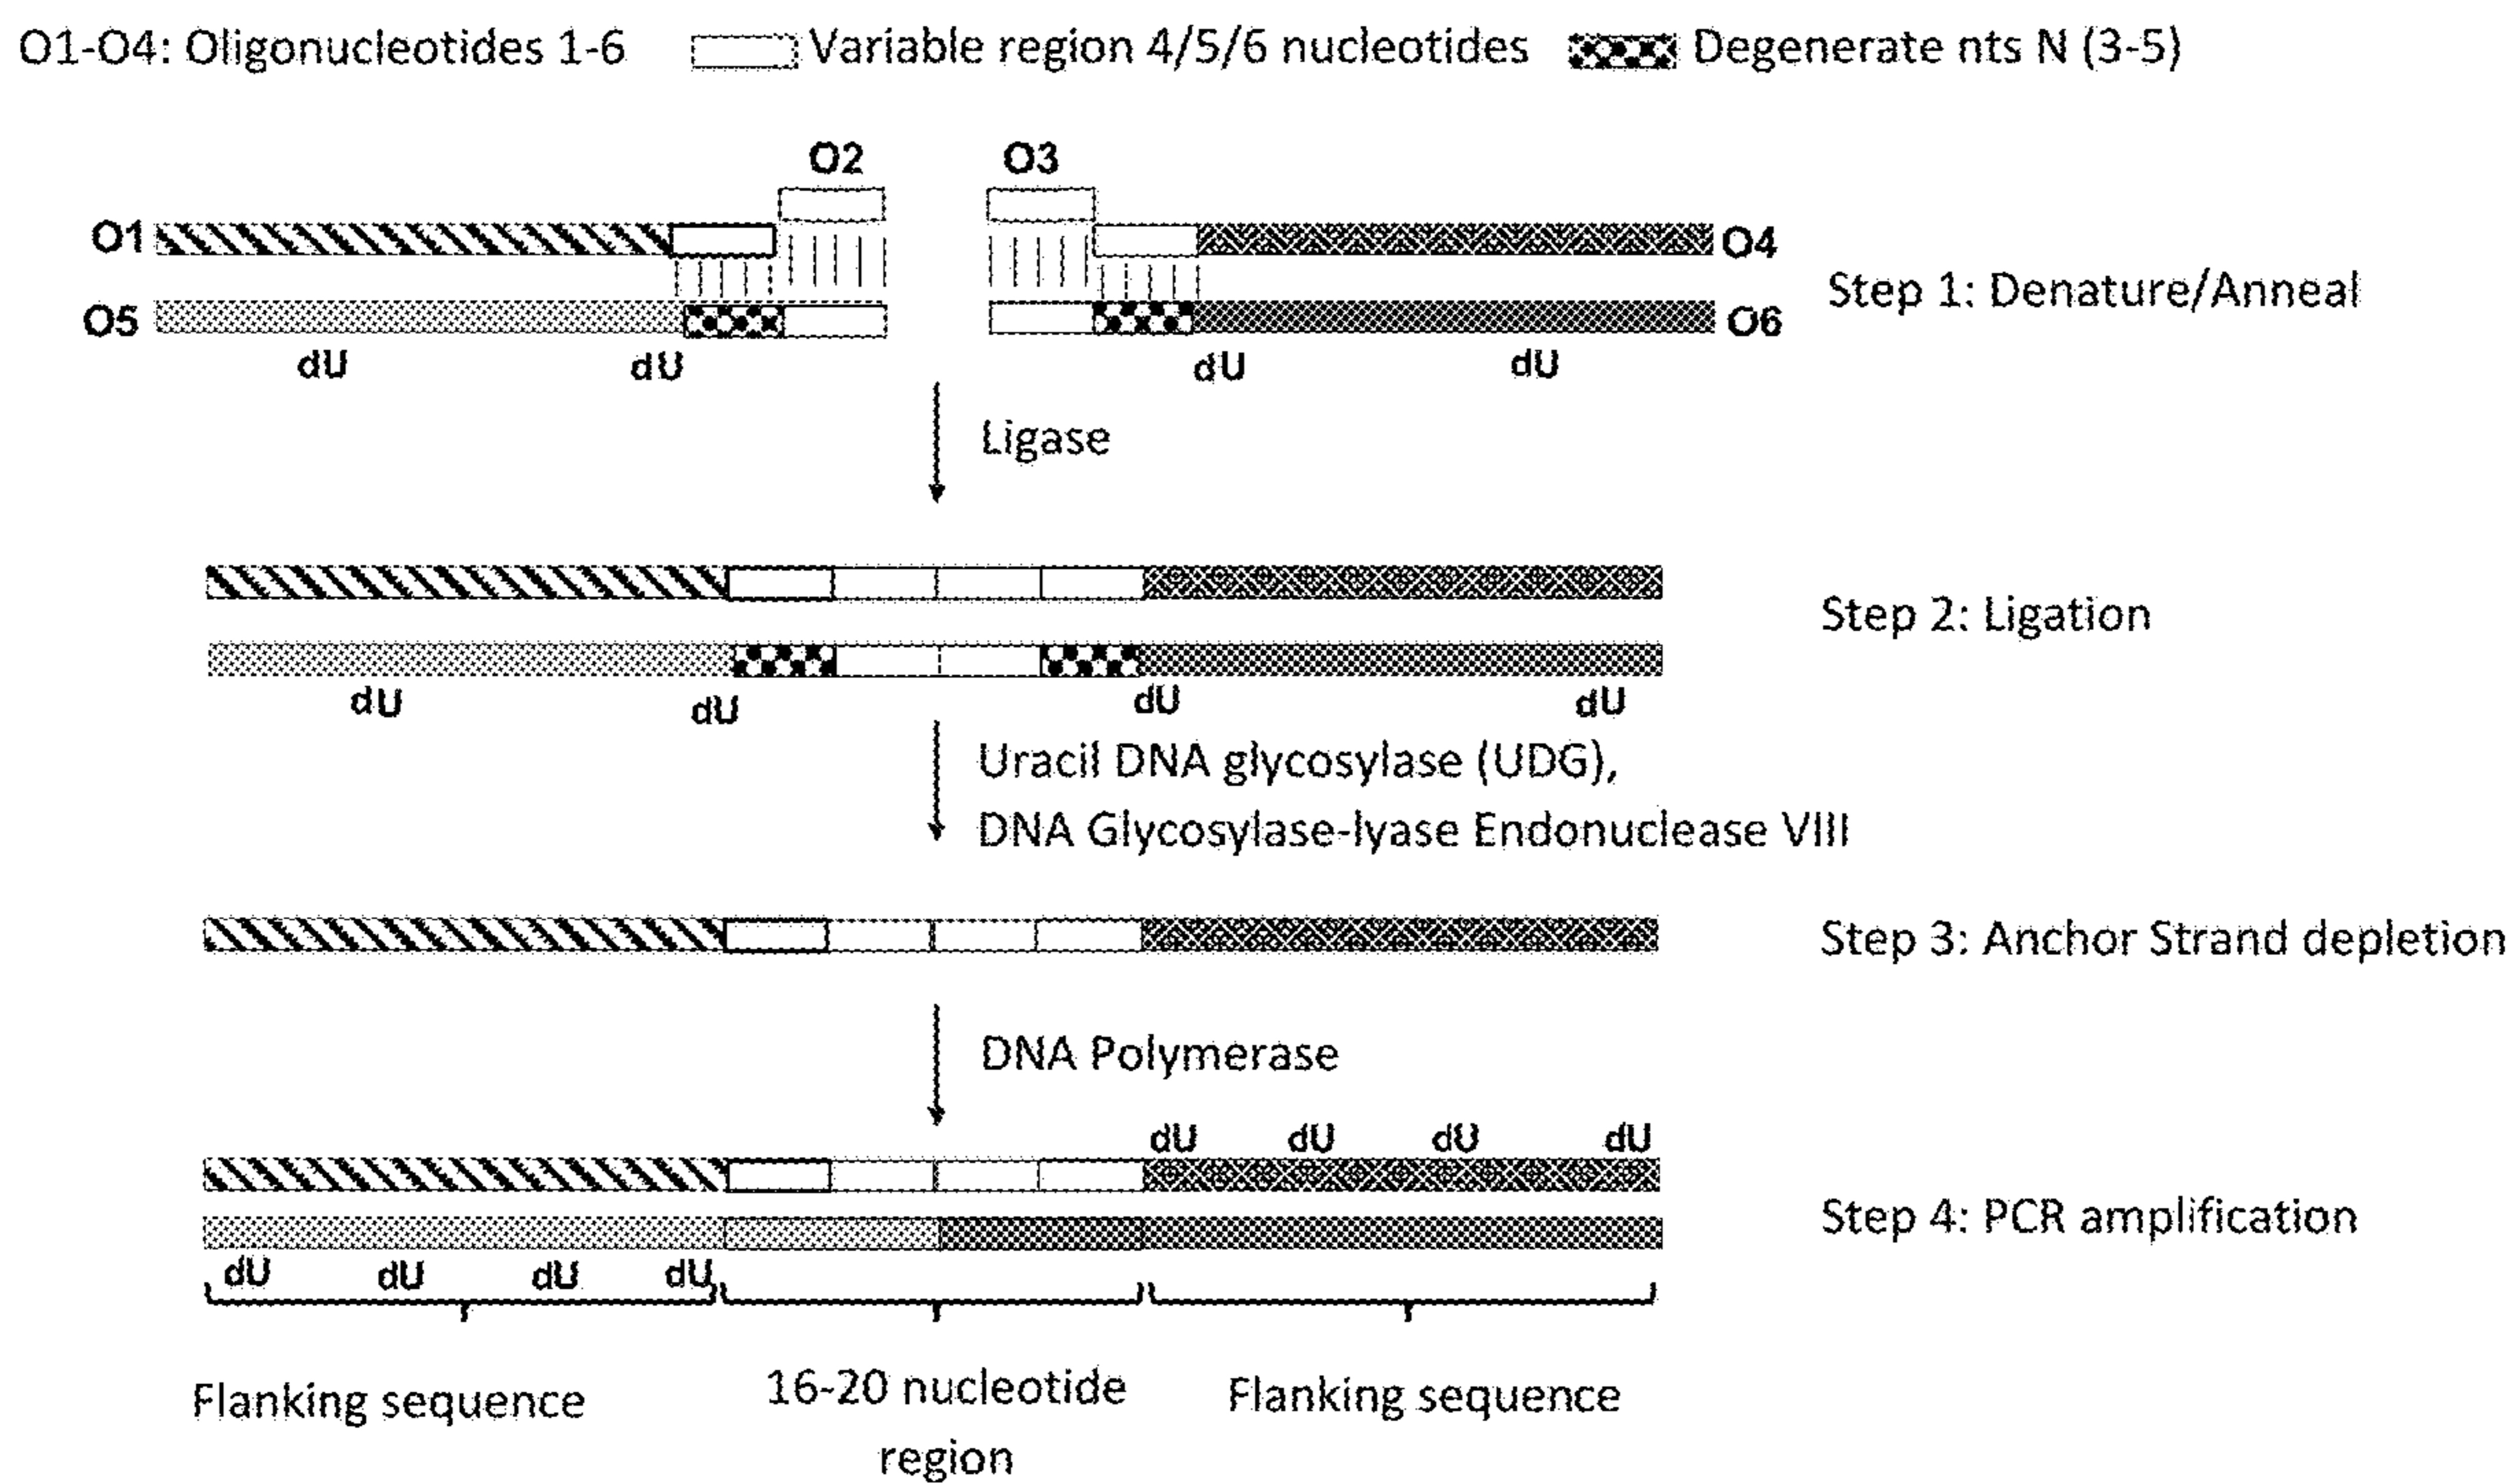 O1-O4: Oligonucleotides 1-6 Variable region 4/5/6 nucleotides Degenerate nts N (3-5)
O2 O3
O1 O4
Step 1: Denature/Anneal
O5 O6
dU dU dU dU
Ligase
Step 2: Ligation
dU dU dU dU
Uracil DNA glycosylase (UDG),
DNA Glycosylase-lyase Endonuclease VIII
Step 3: Anchor Strand depletion
DNA Polymerase
dU dU dU dU
Step 4: PCR amplification
dU dU dU dU
Flanking sequence 16-20 nucleotide Flanking sequence
region